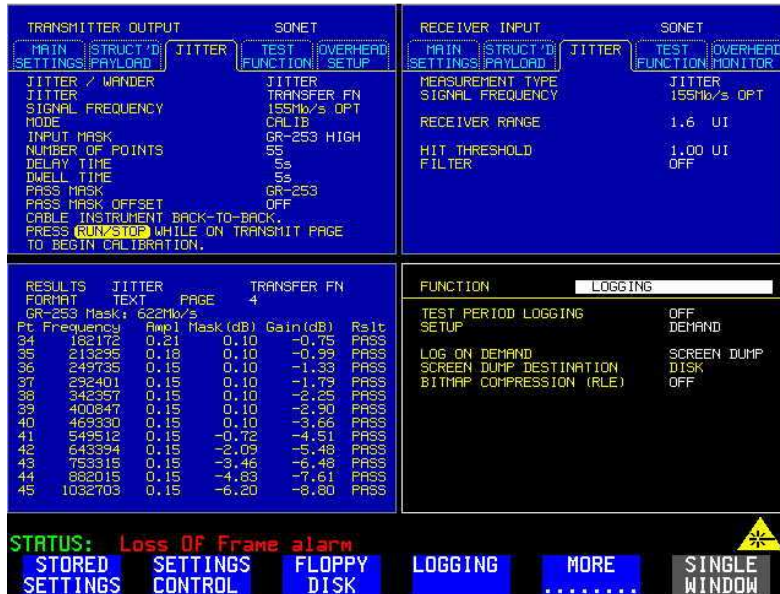 TRANSMITTER OUTPUT SONET
MAIN SETTINGS STRUCT'D PAYLOAD JITTER TEST FUNCTION OVERHEAD SETUP
JITTER / WANDER JITTER
JITTER TRANSFER FN
SIGNAL FREQUENCY 155Mb/s OPT
MODE CALIB
INPUT MASK GR-253 HIGH
NUMBER OF POINTS 55
DELAY TIME 5s
DWELL TIME 5s
PASS MASK GR-253
PASS MASK OFFSET OFF
CABLE INSTRUMENT BACK-TO-BACK.
PRESS RUN/STOP WHILE ON TRANSMIT PAGE
TO BEGIN CALIBRATION.
RECEIVER INPUT SONET
MAIN SETTINGS STRUCT'D PAYLOAD JITTER TEST FUNCTION OVERHEAD MONITOR
MEASUREMENT TYPE JITTER
SIGNAL FREQUENCY 155Mb/s OPT
RECEIVER RANGE 1.6 UI
HIT THRESHOLD 1.00 UI
FILTER OFF
RESULTS JITTER TRANSFER FN
FORMAT TEXT PAGE 4
GR-253 Mask: 622Mb/s
Pt Frequency Ampl Mask(dB) Gain(dB) Rslt
34 182172 0.21 0.10 -0.75 PASS
35 213295 0.18 0.10 -0.99 PASS
36 249735 0.15 0.10 -1.33 PASS
37 292401 0.15 0.10 -1.79 PASS
38 342357 0.15 0.10 -2.25 PASS
39 400847 0.15 0.10 -2.90 PASS
40 469330 0.15 0.10 -3.66 PASS
41 549512 0.15 -0.72 -4.51 PASS
42 643394 0.15 -2.09 -5.48 PASS
43 753315 0.15 -3.46 -6.48 PASS
44 882015 0.15 -4.83 -7.61 PASS
45 1032703 0.15 -6.20 -8.80 PASS
FUNCTION LOGGING
TEST PERIOD LOGGING OFF
SETUP DEMAND
LOG ON DEMAND SCREEN DUMP
SCREEN DUMP DESTINATION DISK
BITMAP COMPRESSION (RLE) OFF
STATUS: Loss OF Frame alarm
STORED SETTINGS SETTINGS CONTROL FLOPPY DISK LOGGING MORE ........ SINGLE WINDOW